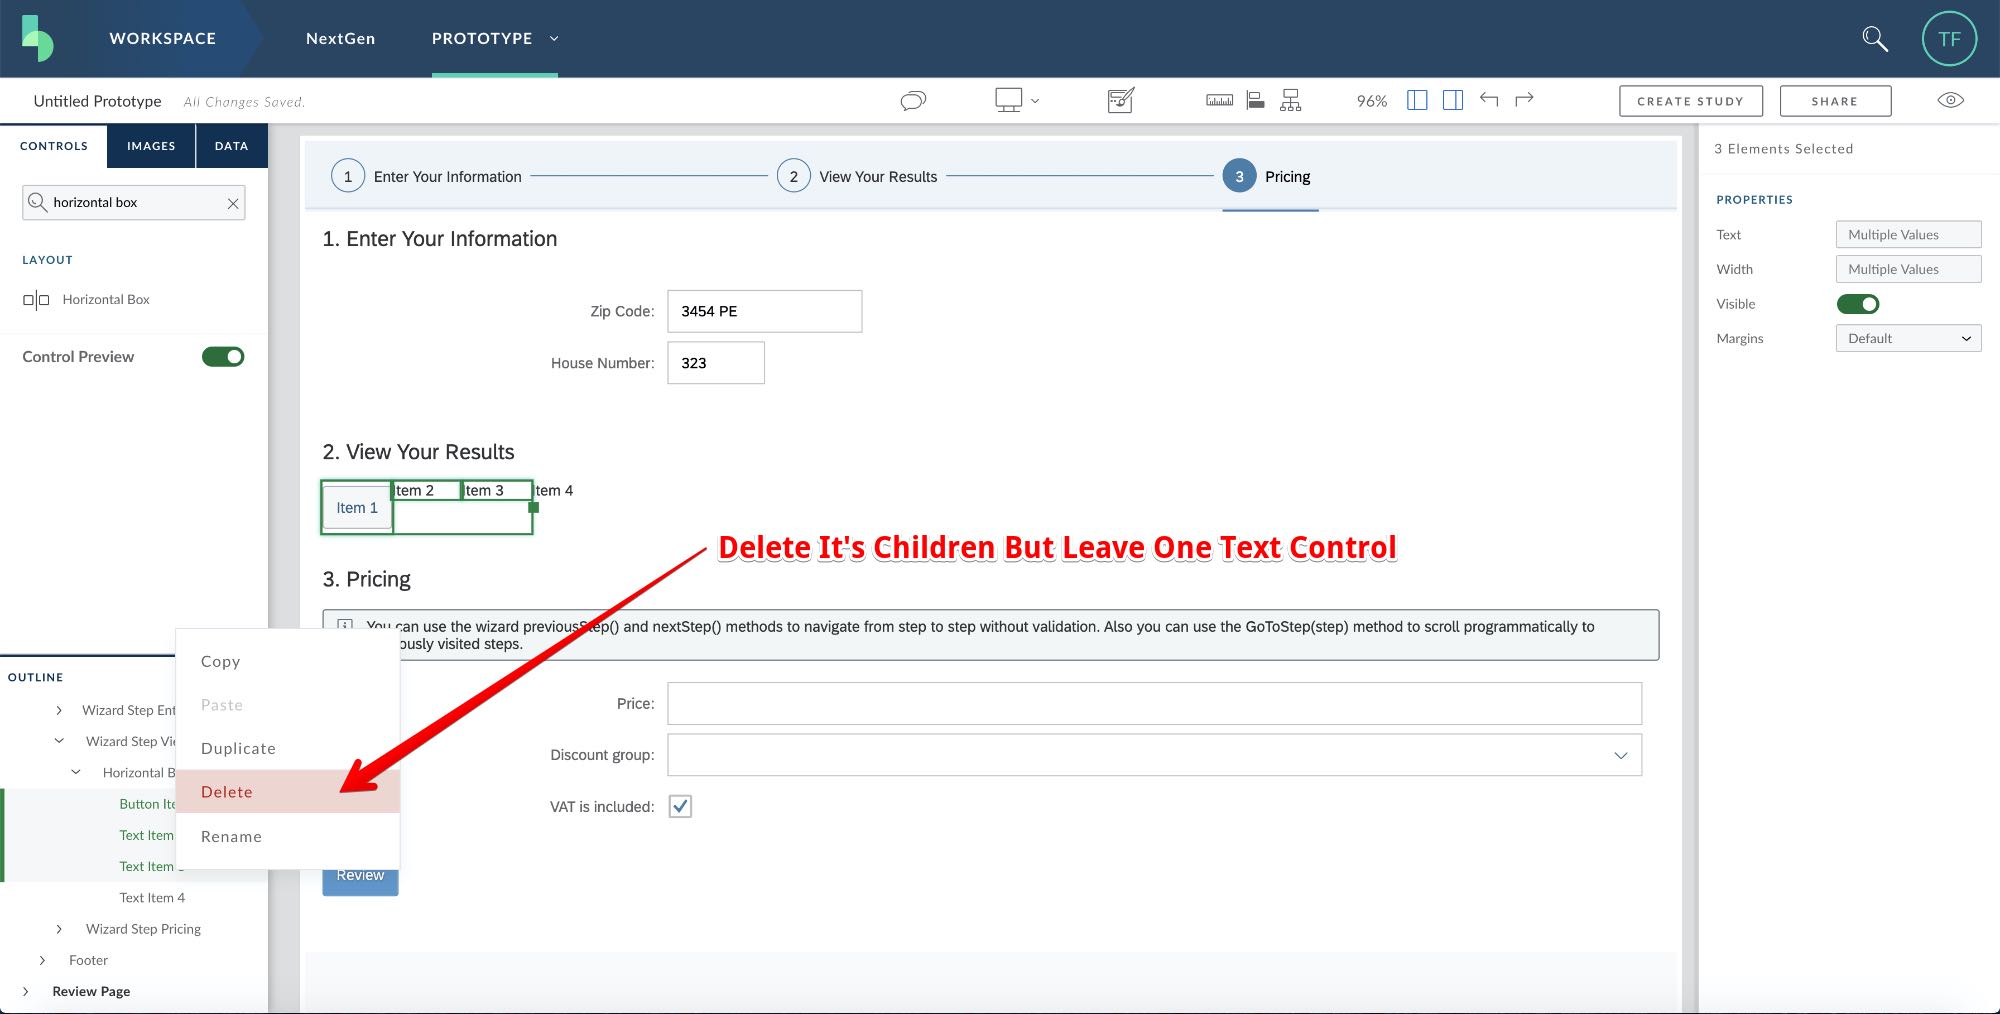 WORKSPACE
NextGen
PROTOTYPE
TF
Untitled Prototype
All Changes Saved.
96%
CREATE STUDY
SHARE
CONTROLS
IMAGES
DATA
horizontal box
LAYOUT
Horizontal Box
Control Preview
1 Enter Your Information
2 View Your Results
3 Pricing
1. Enter Your Information
Zip Code:
3454 PE
House Number:
323
2. View Your Results
Item 1
Item 2
Item 3
Item 4
Delete It's Children But Leave One Text Control
3. Pricing
You can use the wizard previousStep() and nextStep() methods to navigate from step to step without validation. Also you can use the GoToStep(step) method to scroll programmatically to
ously visited steps.
Price:
Discount group:
VAT is included:
Review
3 Elements Selected
PROPERTIES
Text
Multiple Values
Width
Multiple Values
Visible
Margins
Default
OUTLINE
Wizard Step Ent
Wizard Step Vie
Horizontal B
Button Ite
Text Item
Text Item
Text Item 4
Wizard Step Pricing
Footer
Review Page
Copy
Paste
Duplicate
Delete
Rename